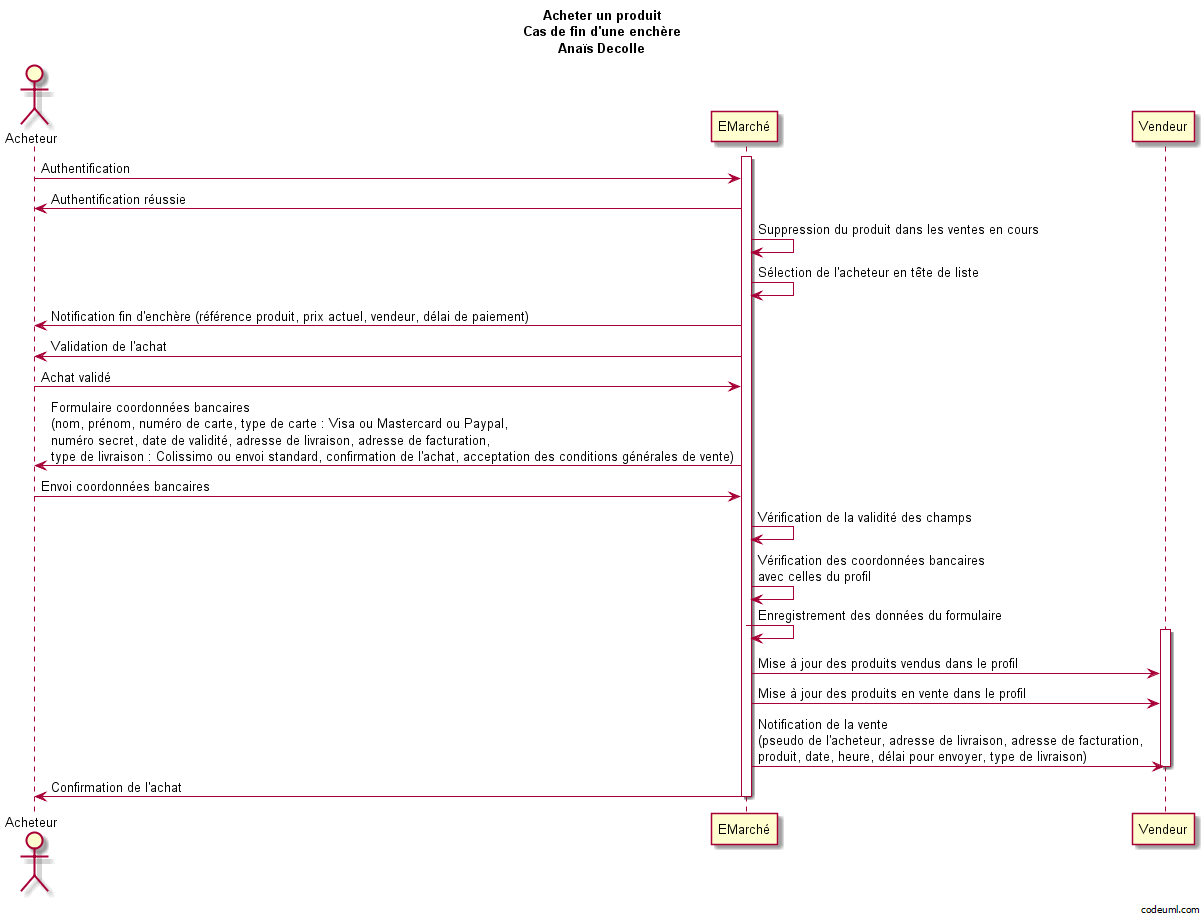 Acheter un produit
Cas de fin d'une enchère
Anaïs Decolle
Acheteur
EMarché
Vendeur
Authentification
Authentification réussie
Suppression du produit dans les ventes en cours
Sélection de l'acheteur en tête de liste
Notification fin d'enchère (référence produit, prix actuel, vendeur, délai de paiement)
Validation de l'achat
Achat validé
Formulaire coordonnées bancaires
(nom, prénom, numéro de carte, type de carte : Visa ou Mastercard ou Paypal,
numéro secret, date de validité, adresse de livraison, adresse de facturation,
type de livraison : Colissimo ou envoi standard, confirmation de l'achat, acceptation des conditions générales de vente)
Envoi coordonnées bancaires
Vérification de la validité des champs
Vérification des coordonnées bancaires
avec celles du profil
Enregistrement des données du formulaire
Mise à jour des produits vendus dans le profil
Mise à jour des produits en vente dans le profil
Notification de la vente
(pseudo de l'acheteur, adresse de livraison, adresse de facturation,
produit, date, heure, délai pour envoyer, type de livraison)
Confirmation de l'achat
Acheteur
EMarché
Vendeur
codeuml.com